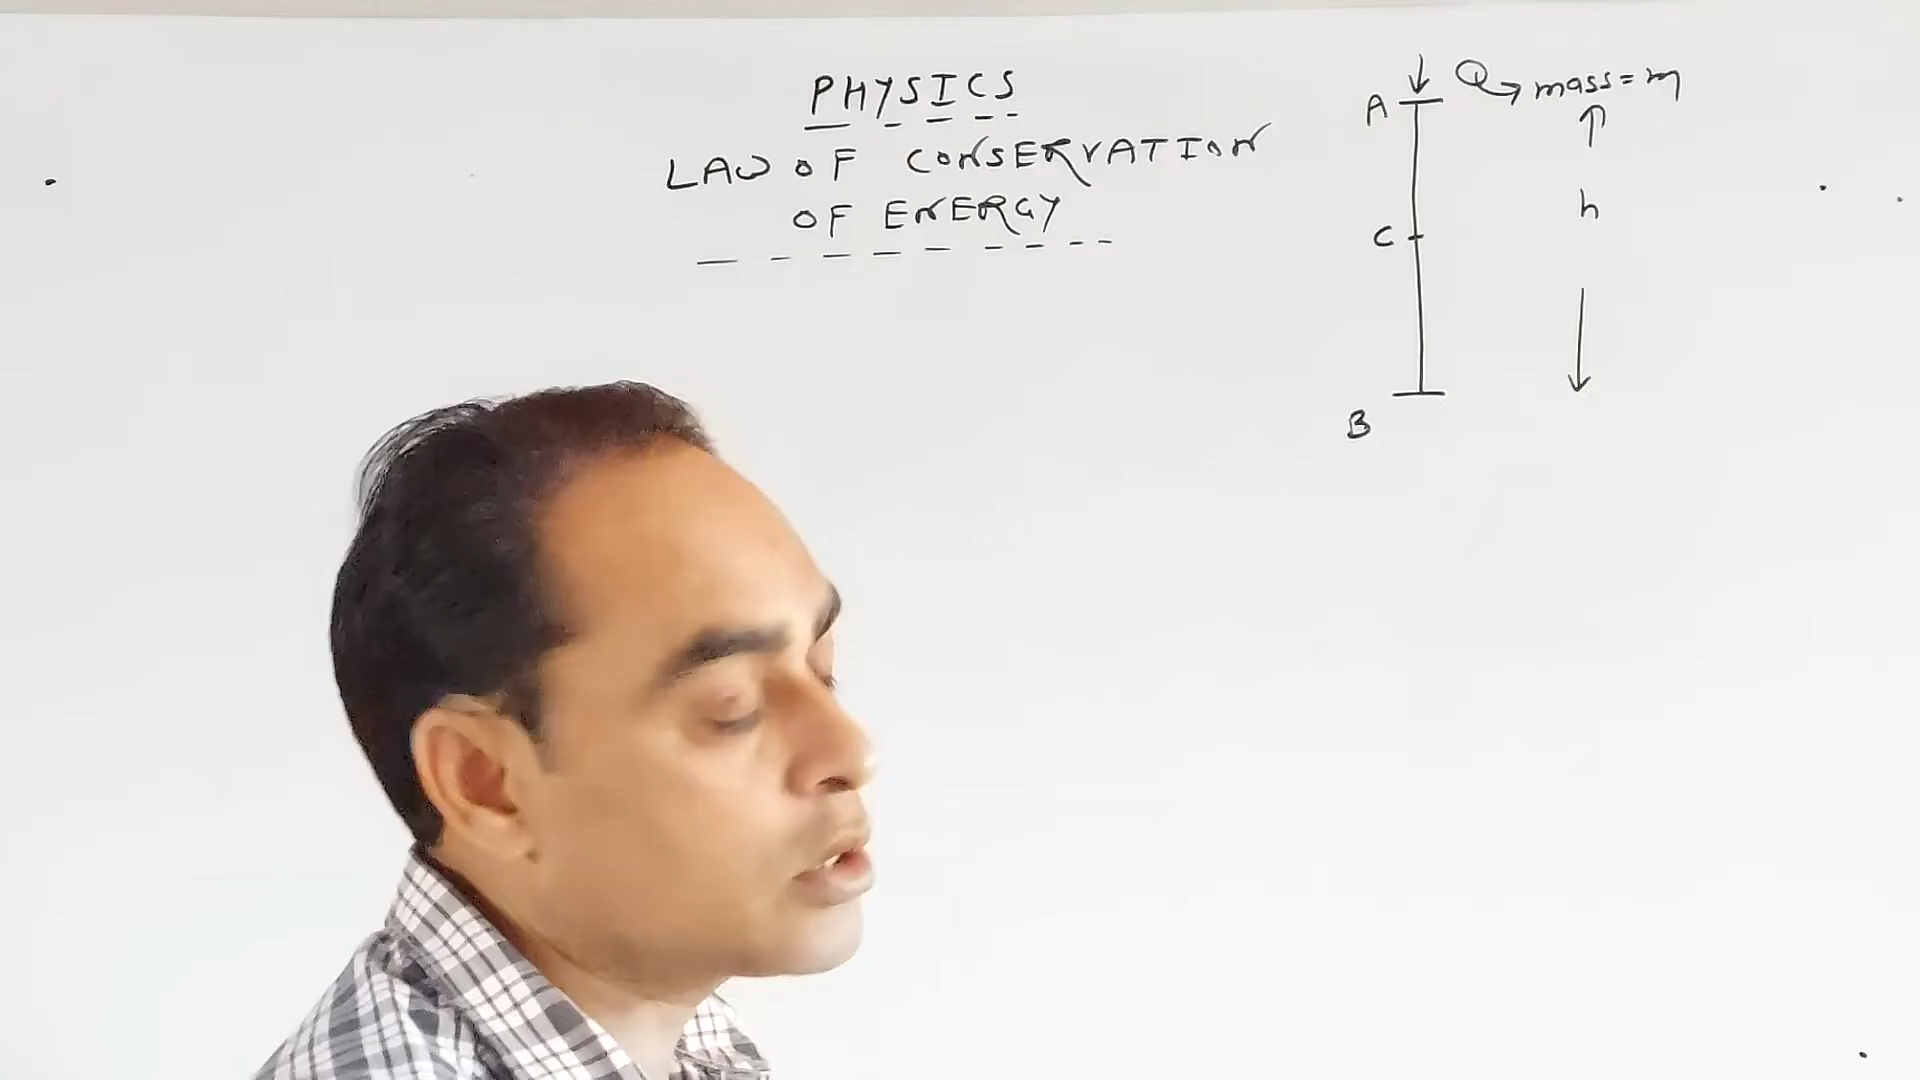 PHYSICS
LAW OF CONSERVATION
OF ENERGY
A
mass = m
h
C
B